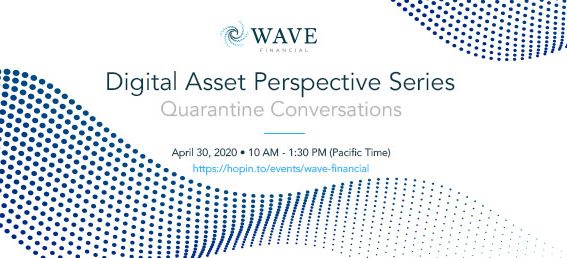 WAVE
FINANCIAL
Digital Asset Perspective Series
Quarantine Conversations
April 30, 2020 • 10 AM - 1:30 PM (Pacific Time)
https://hopin.to/events/wave-financial